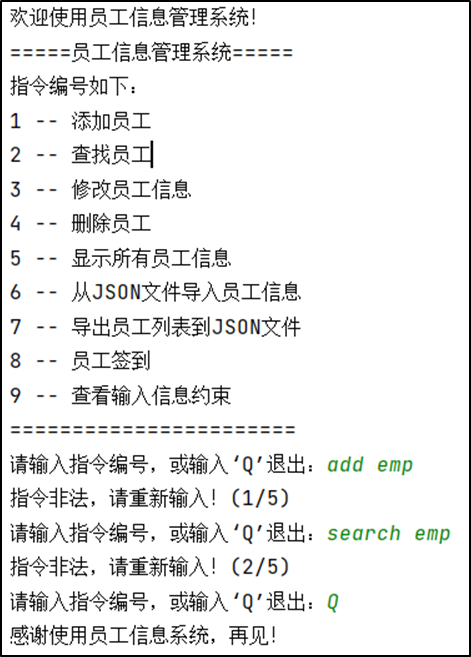 欢迎使用员工信息管理系统!
=====员工信息管理系统=====
指令编号如下:
1 -- 添加员工
2 -- 查找员工
3 -- 修改员工信息
4 -- 删除员工
5 -- 显示所有员工信息
6 -- 从JSON文件导入员工信息
7 -- 导出员工列表到JSON文件
8 -- 员工签到
9 -- 查看输入信息约束
=======================
请输入指令编号，或输入‘Q’退出：add emp
指令非法，请重新输入! (1/5)
请输入指令编号，或输入‘Q’退出：search emp
指令非法，请重新输入! (2/5)
请输入指令编号，或输入‘Q’退出：Q
感谢使用员工信息系统，再见!